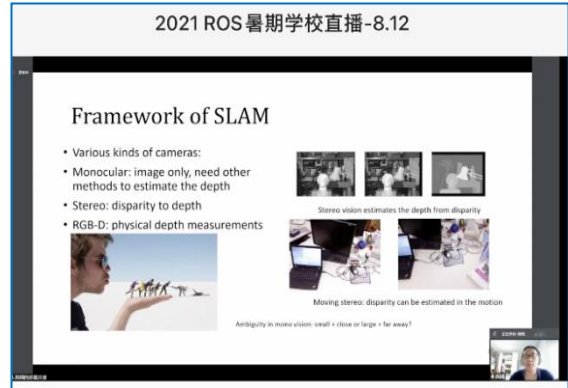 2021 ROS暑期学校直播-8.12
Framework of SLAM
• Various kinds of cameras:
• Monocular: image only, need other
methods to estimate the depth
• Stereo: disparity to depth
• RGB-D: physical depth measurements
Stereo vision estimates the depth from disparity
Moving stereo: disparity can be estimated in the motion
Ambiguity in mono vision: small + close or large + far away?